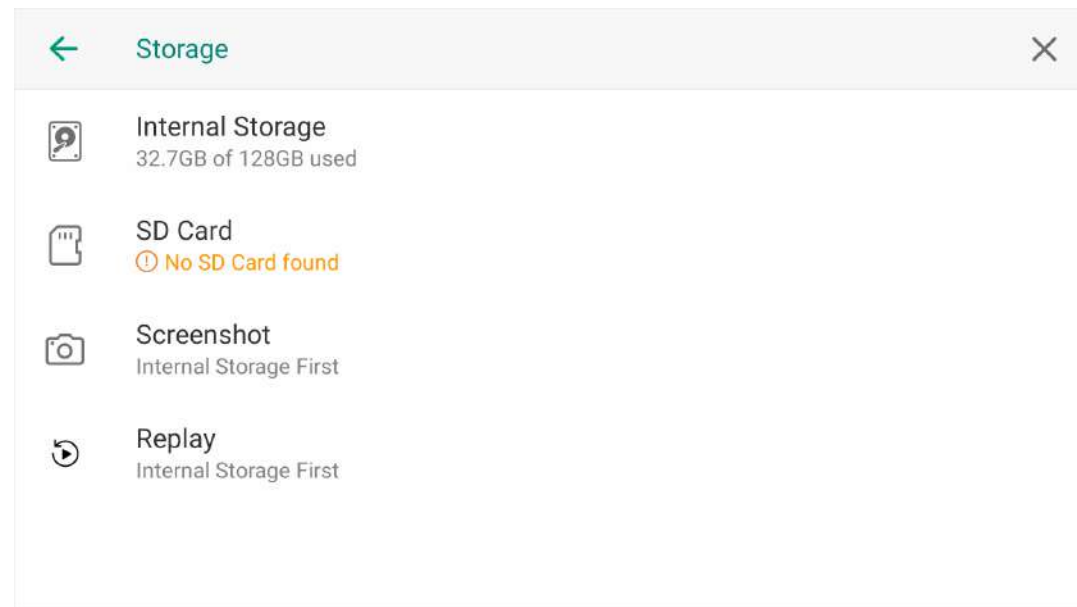 Storage
Internal Storage
32.7GB of 128GB used
SD Card
No SD Card found
Screenshot
Internal Storage First
Replay
Internal Storage First